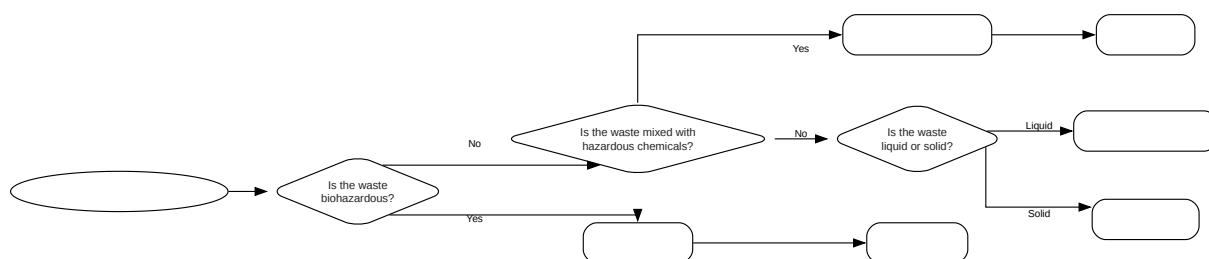 Yes
Is the waste mixed with
hazardous chemicals?
No
Is the waste
liquid or solid?
Liquid
No
Is the waste
biohazardous?
Yes
Solid